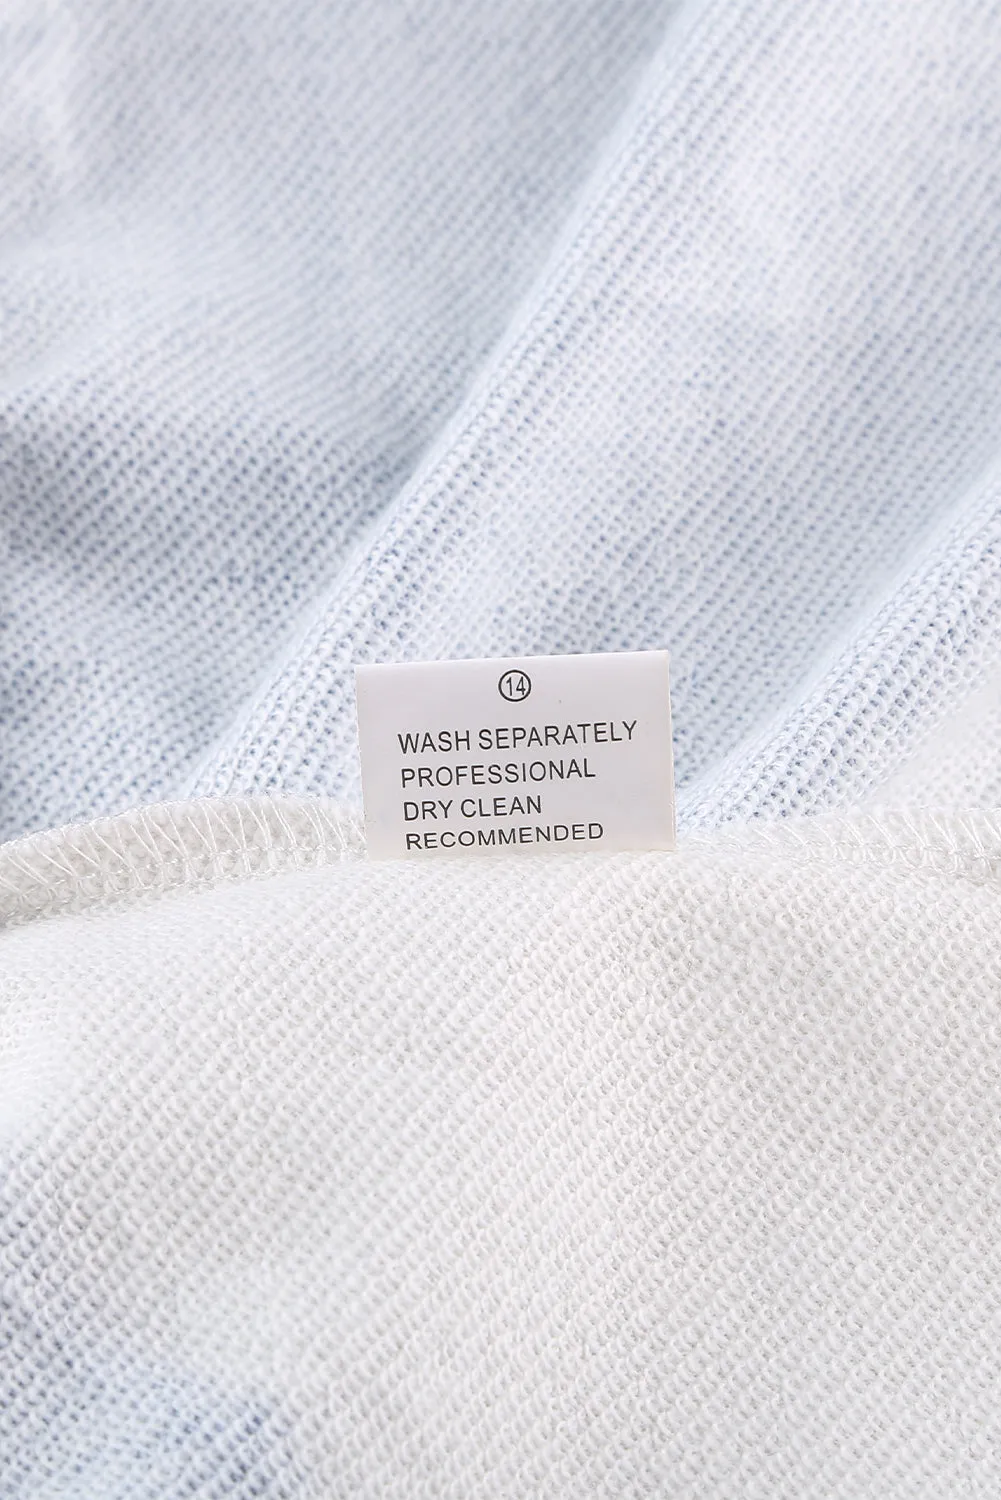 14
WASH SEPARATELY
PROFESSIONAL
DRY CLEAN
RECOMMENDED